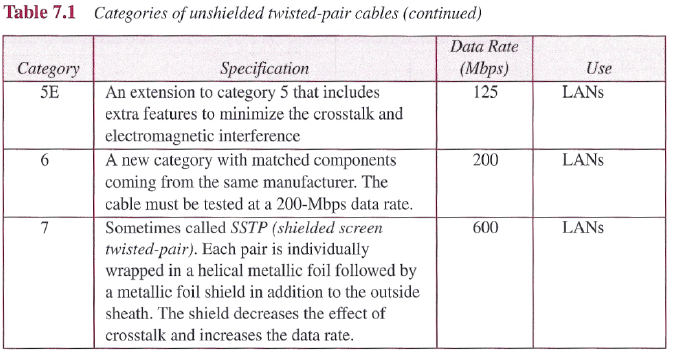 Table 7.1 Categories of unshielded twisted-pair cables (continued)
Data Rate
Category Specification (Mbps) Use
5E An extension to category 5 that includes 125 LANs
extra features to minimize the crosstalk and
electromagnetic interference
6 A new category with matched components 200 LANs
coming from the same manufacturer. The
cable must be tested at a 200-Mbps data rate.
7 Sometimes called SSTP (shielded screen 600 LANs
twisted-pair). Each pair is individually
wrapped in a helical metallic foil followed by
a metallic foil shield in addition to the outside
sheath. The shield decreases the effect of
crosstalk and increases the data rate.